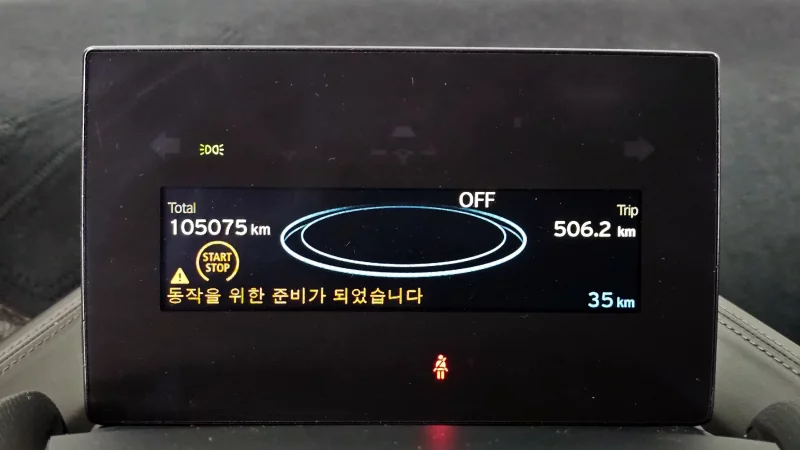 OFF
Total
105075 km
Trip
506.2 km
START
STOP
동작을 위한 준비가 되었습니다
35 km